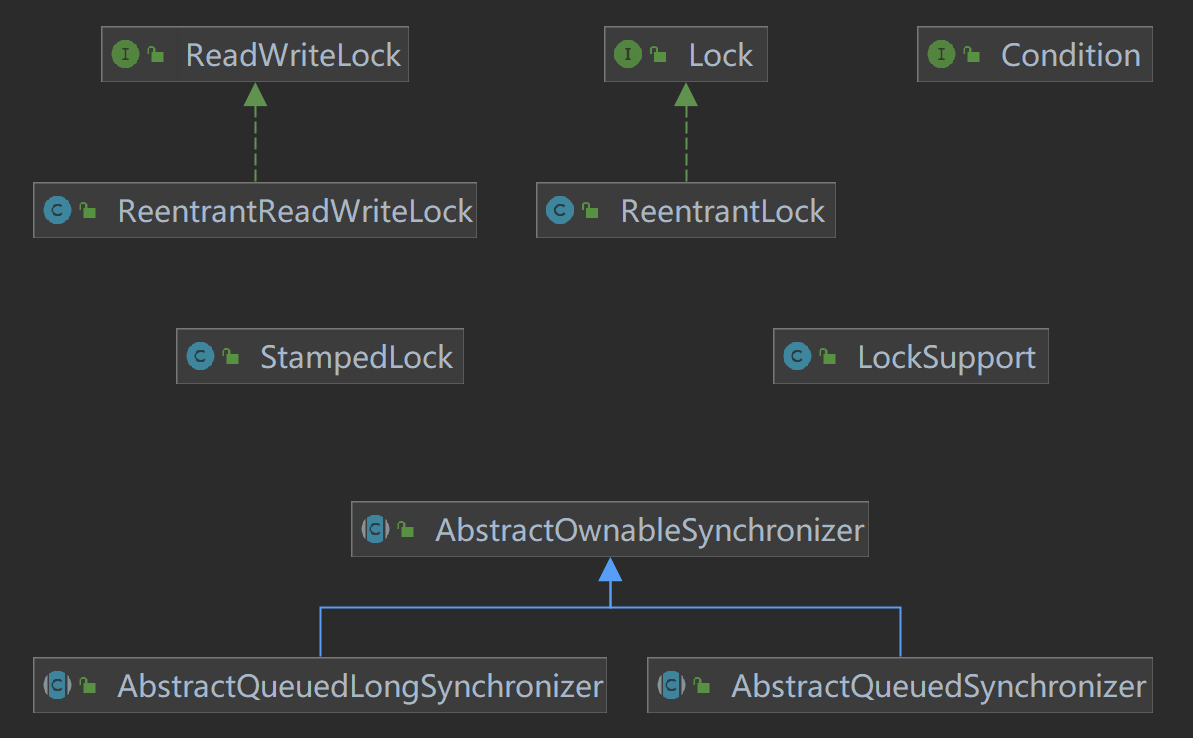 ReadWriteLock
Lock
Condition
ReentrantReadWriteLock
ReentrantLock
StampedLock
LockSupport
AbstractOwnableSynchronizer
AbstractQueuedLongSynchronizer
AbstractQueuedSynchronizer